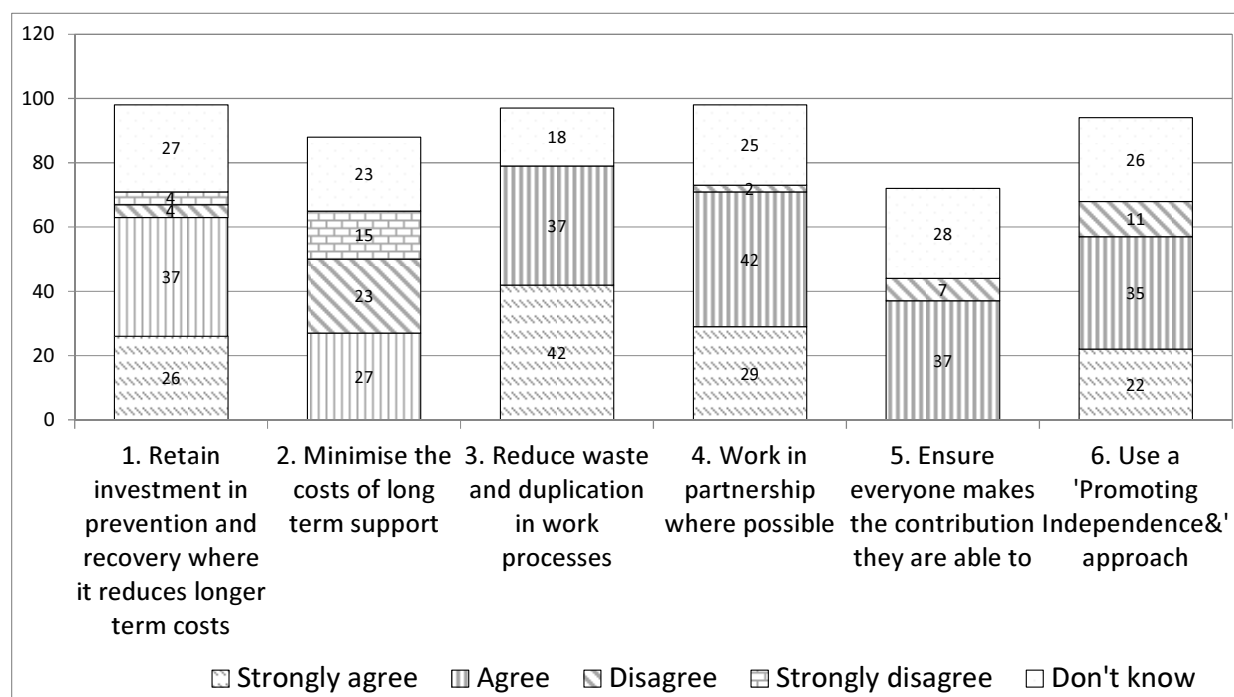 120
100
80
60
40
20
0
27
4
4
37
26
23
15
23
27
18
37
42
25
2
42
29
28
7
37
26
11
35
22
1. Retain
investment in
prevention and
recovery where
it reduces longer
term costs
2. Minimise the
costs of long
term support
3. Reduce waste
and duplication
in work
processes
4. Work in
partnership
where possible
5. Ensure
everyone makes
the contribution
they are able to
6. Use a
'Promoting
Independence&'
approach
Strongly agree Agree Disagree Strongly disagree Don't know